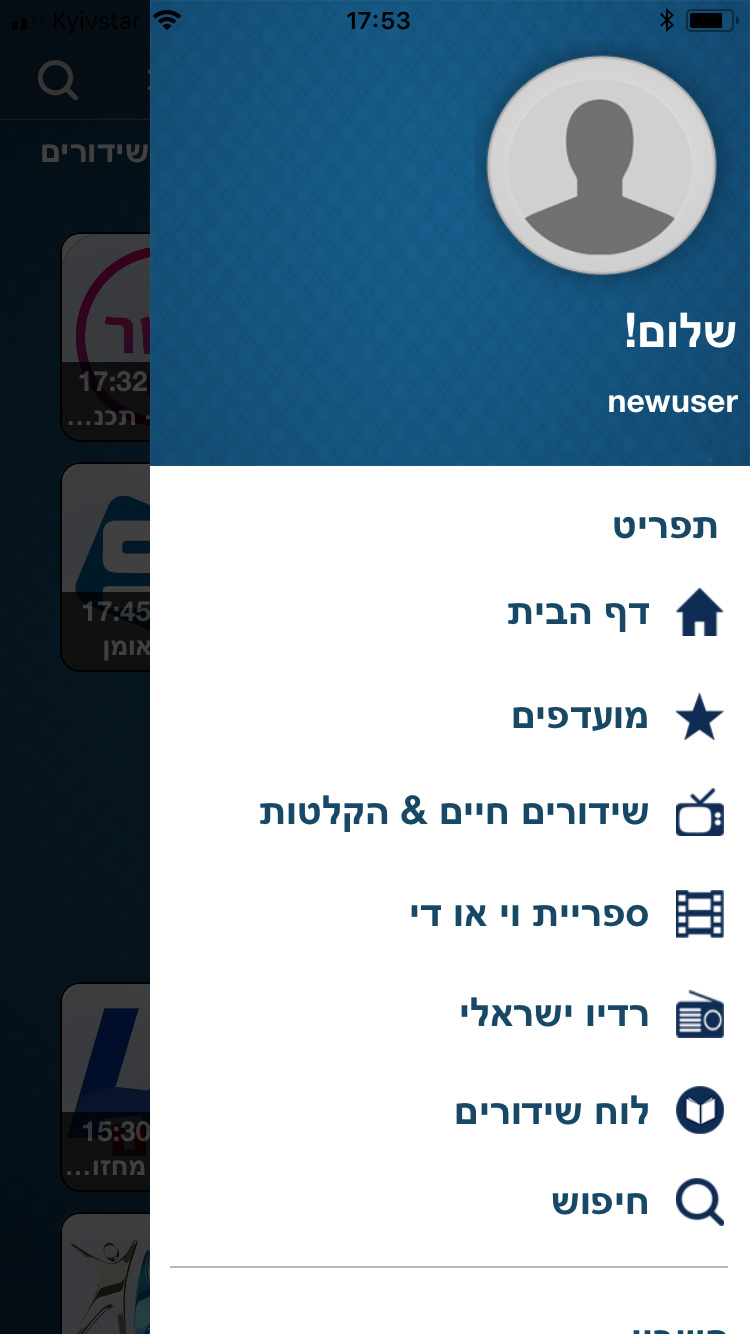 Kyivstar 17:53
שידורים
שלום!
newuser
תפריט
דף הבית
מועדפים
שידורים חיים & הקלטות
ספריית וי או די
רדיו ישראלי
לוח שידורים
חיפוש
17:32
תכנ...
17:45
אומן
15:30
מחזו...